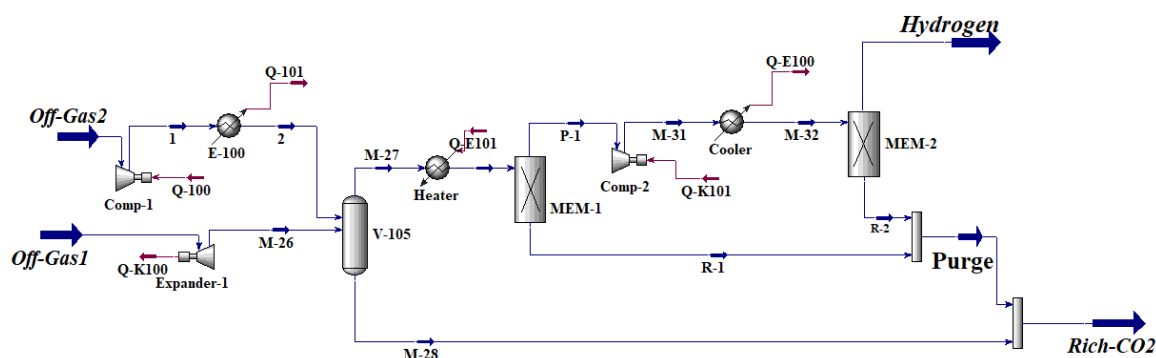 Hydrogen
Q-101
Q-E100
Off-Gas2
1
E-100
2
M-27
Q-E101
P-1
M-31
Cooler
M-32
MEM-2
Comp-1
Q-100
Heater
MEM-1
Comp-2
Q-K101
Off-Gas1
Q-K100
Expander-1
M-26
V-105
R-1
R-2
Purge
M-28
Rich-CO2